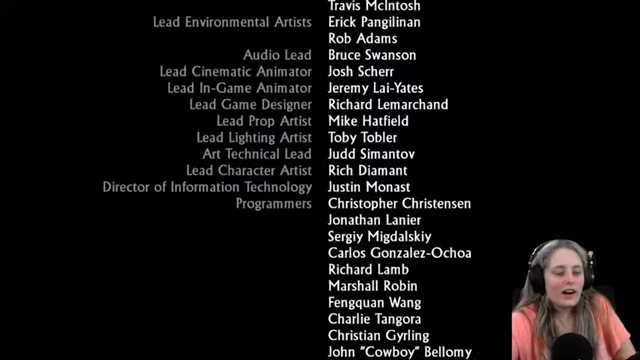 Travis McIntosh
Lead Environmental Artists Erick Pangilinan
Rob Adams
Audio Lead Bruce Swanson
Lead Cinematic Animator Josh Scherr
Lead In-Game Animator Jeremy Lai-Yates
Lead Game Designer Richard Lemarchand
Lead Prop Artist Mike Hatfield
Lead Lighting Artist Toby Tobler
Art Technical Lead Judd Simantov
Lead Character Artist Rich Diamant
Director of Information Technology Justin Monast
Programmers Christopher Christensen
Jonathan Lanier
Sergiy Migdalskiy
Carlos Gonzalez-Ochoa
Richard Lamb
Marshall Robin
Fengquan Wang
Charlie Tangora
Christian Gyrling
John "Cowboy" Bellomy